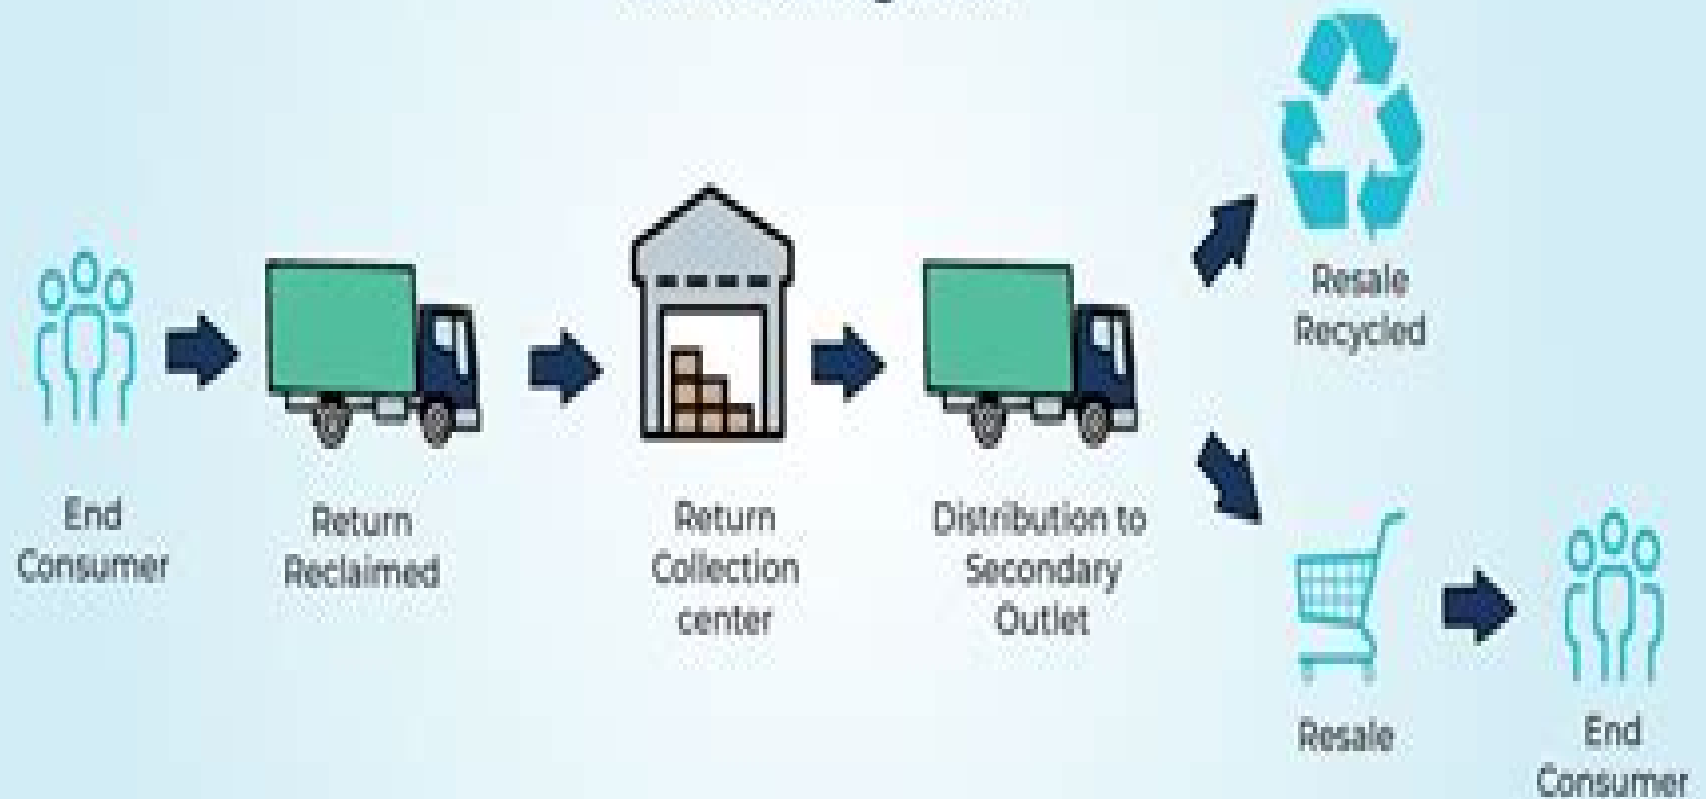 End
Consumer
Return
Reclaimed
Return
Collection
center
Distribution to
Secondary
Outlet
Resale
Recycled
Resale
End
Consumer